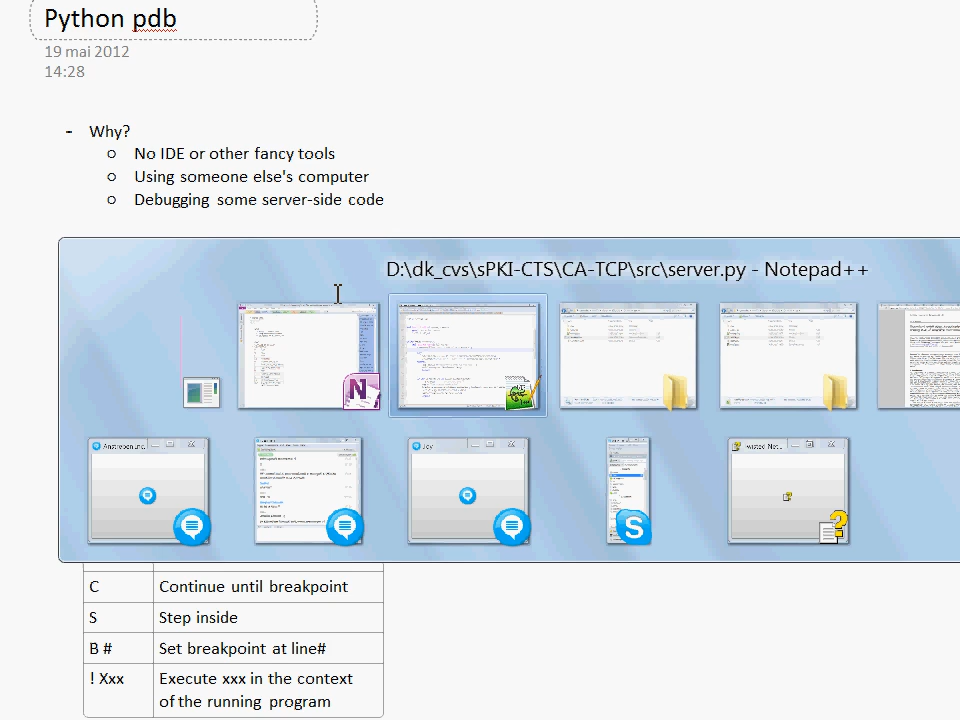 Python pdb
19 mai 2012
14:28
- Why?
o No IDE or other fancy tools
o Using someone else's computer
o Debugging some server-side code
D:\dk_cvs\sPKI-CTS\CA-TCP\src\server.py - Notepad++
Joy
C Continue until breakpoint
S Step inside
B # Set breakpoint at line#
! Xxx Execute xxx in the context
of the running program